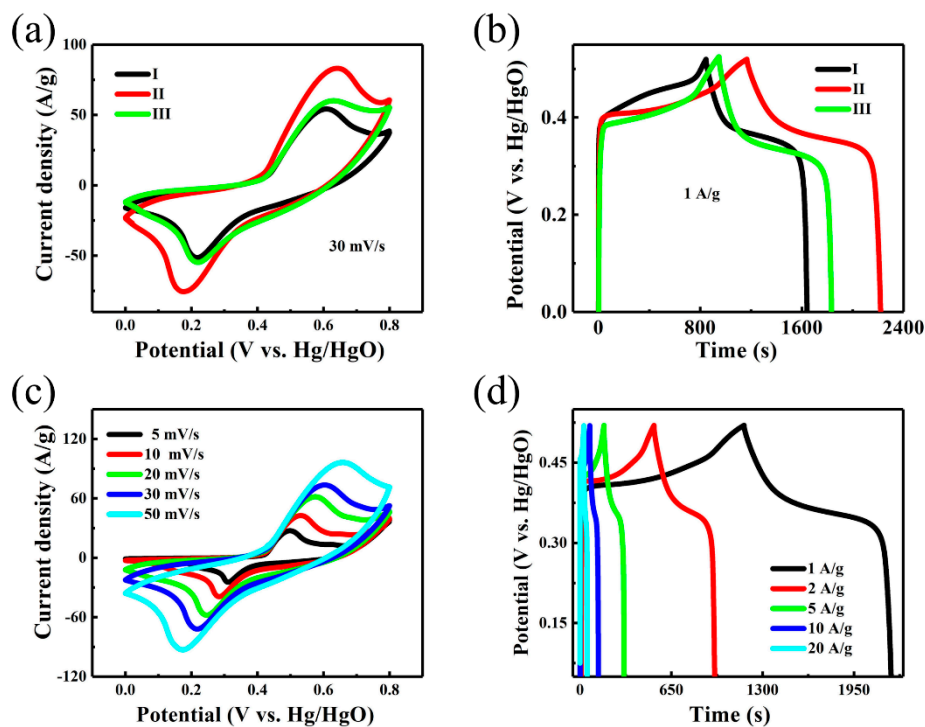 (a)
Current density (A/g)
100
50
0
-50
I
II
III
30 mV/s
0.0 0.2 0.4 0.6 0.8
Potential (V vs. Hg/HgO)
(b)
Potential (V vs. Hg/HgO)
0.4
0.2
0.0
I
II
III
1 A/g
0 800 1600 2400
Time (s)
(c)
Current density (A/g)
120
60
0
-60
-120
5 mV/s
10 mV/s
20 mV/s
30 mV/s
50 mV/s
0.0 0.2 0.4 0.6 0.8
Potential (V vs. Hg/HgO)
(d)
Potential (V vs. Hg/HgO)
0.45
0.30
0.15
1 A/g
2 A/g
5 A/g
10 A/g
20 A/g
0 650 1300 1950
Time (s)